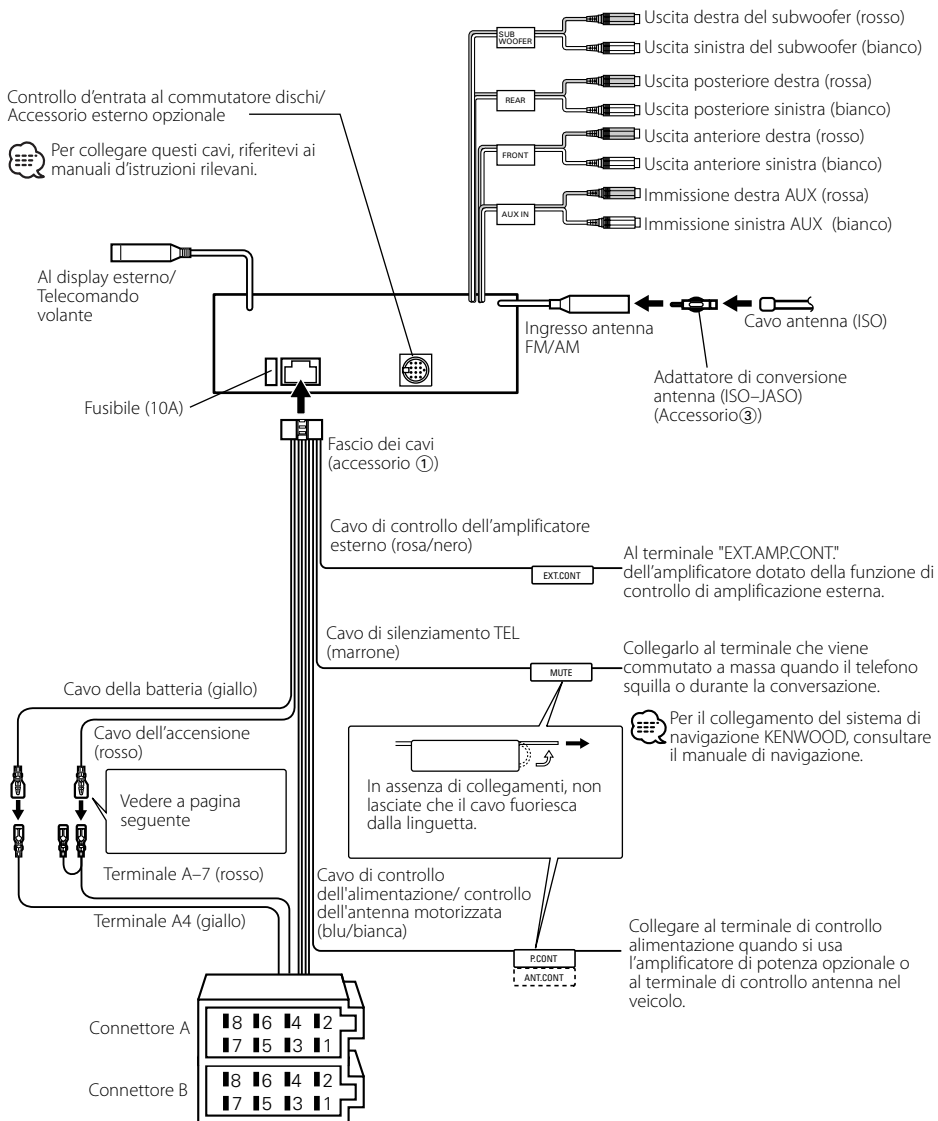 SUB
WOOFER
Uscita destra del subwoofer (rosso)
Uscita sinistra del subwoofer (bianco)
REAR
Uscita posteriore destra (rossa)
Uscita posteriore sinistra (bianco)
FRONT
Uscita anteriore destra (rosso)
Uscita anteriore sinistra (bianco)
AUX IN
Immissione destra AUX (rossa)
Immissione sinistra AUX (bianco)
Controllo d'entrata al commutatore dischi/
Accessorio esterno opzionale
Per collegare questi cavi, riferitevi ai
manuali d'istruzioni rilevani.
Al display esterno/
Telecomando
volante
Ingresso antenna
FM/AM
Cavo antenna (ISO)
Adattatore di conversione
antenna (ISO–JASO)
(Accessorio③)
Fusibile (10A)
Fascio dei cavi
(accessorio ①)
Cavo di controllo dell'amplificatore
esterno (rosa/nero)
EXT.CONT
Al terminale "EXT.AMP.CONT."
dell'amplificatore dotato della funzione di
controllo di amplificazione esterna.
Cavo di silenziamento TEL
(marrone)
MUTE
Collegarlo al terminale che viene
commutato a massa quando il telefono
squilla o durante la conversazione.
Per il collegamento del sistema di
navigazione KENWOOD, consultare
il manuale di navigazione.
Cavo della batteria (giallo)
Cavo dell'accensione
(rosso)
Vedere a pagina
seguente
In assenza di collegamenti, non
lasciate che il cavo fuoriesca
dalla linguetta.
Terminale A–7 (rosso)
Terminale A4 (giallo)
Cavo di controllo
dell'alimentazione/ controllo
dell'antenna motorizzata
(blu/bianca)
P.CONT
ANT.CONT
Collegare al terminale di controllo
alimentazione quando si usa
l'amplificatore di potenza opzionale o
al terminale di controllo antenna nel
veicolo.
Connettore A
8 6 4 2
7 5 3 1
Connettore B
8 6 4 2
7 5 3 1